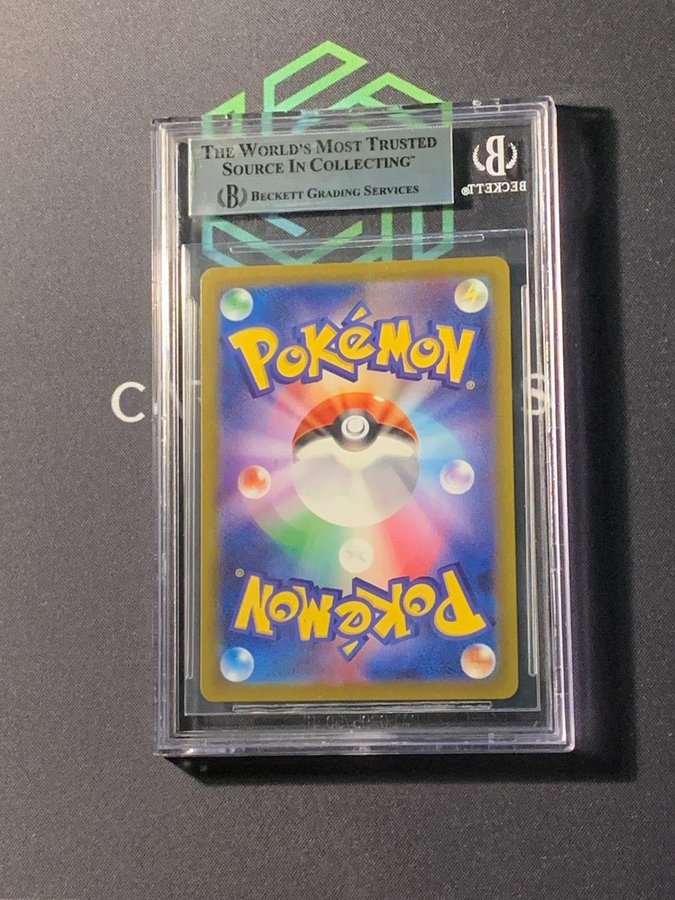 THE WORLD'S MOST TRUSTED
SOURCE IN COLLECTING™
B BECKETT GRADING SERVICES
B
BECKETT®
POKéMON®
POKéMON®